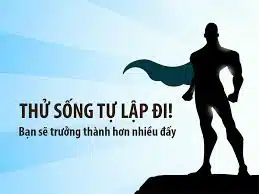 THỬ SỐNG TỰ LẬP ĐI!
Bạn sẽ trưởng thành hơn nhiều đấy